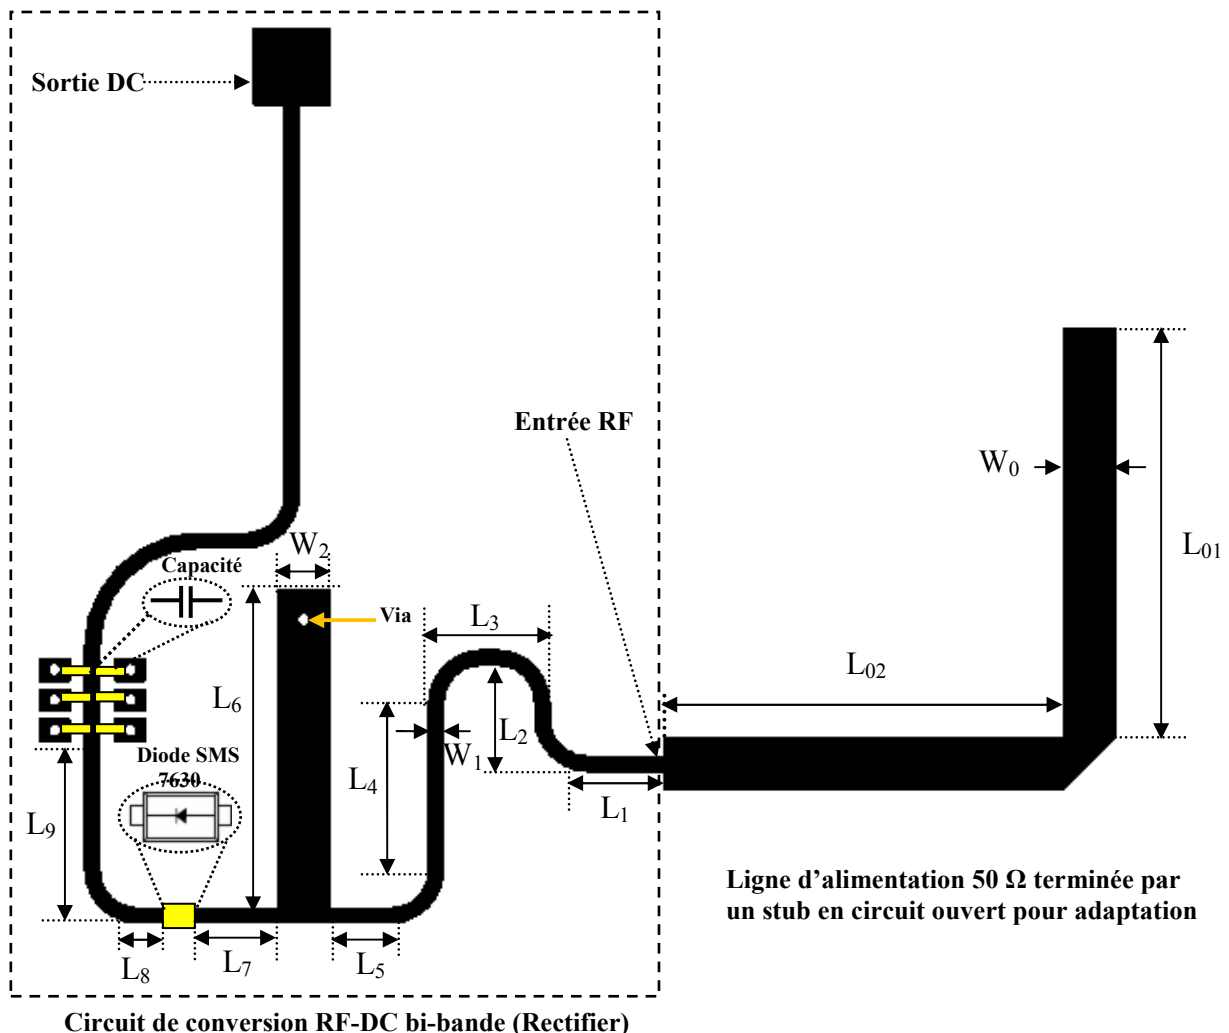 Sortie DC
Entrée RF
W0
L01
W2
Capacité
L3
Via
L02
L6
L2
W1
Diode SMS
7630
L4
L9
L1
Ligne d’alimentation 50 Ω terminée par
un stub en circuit ouvert pour adaptation
L8
L7
L5
Circuit de conversion RF-DC bi-bande (Rectifier)